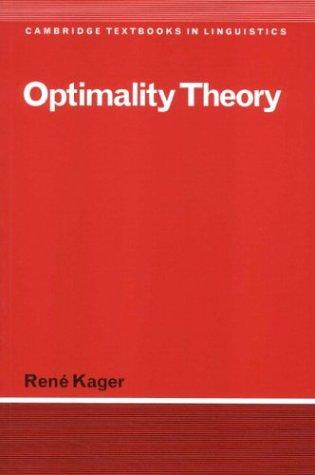 CAMBRIDGE TEXTBOOKS IN LINGUISTICS
Optimality Theory
René Kager